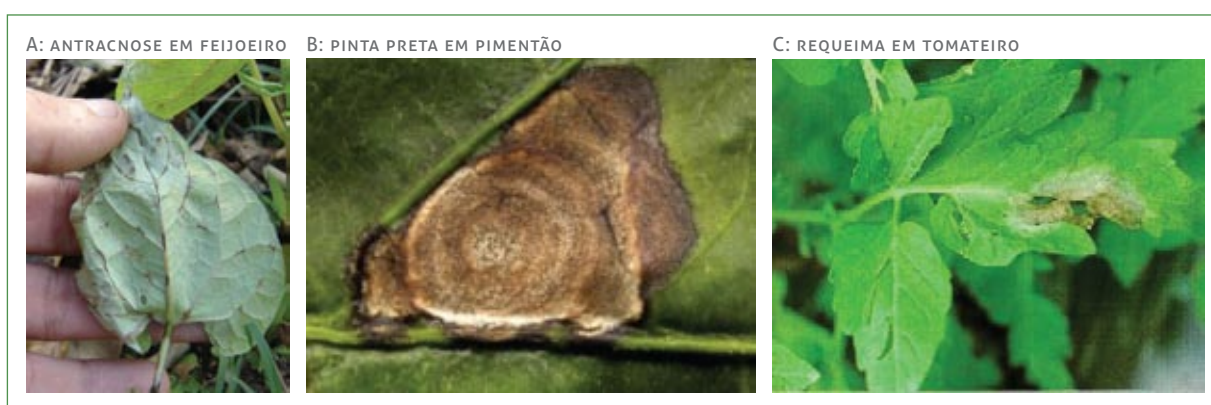 A: ANTRACNOSE EM FEIJOEIRO B: PINTA PRETA EM PIMENTÃO C: REQUEIMA EM TOMATEIRO